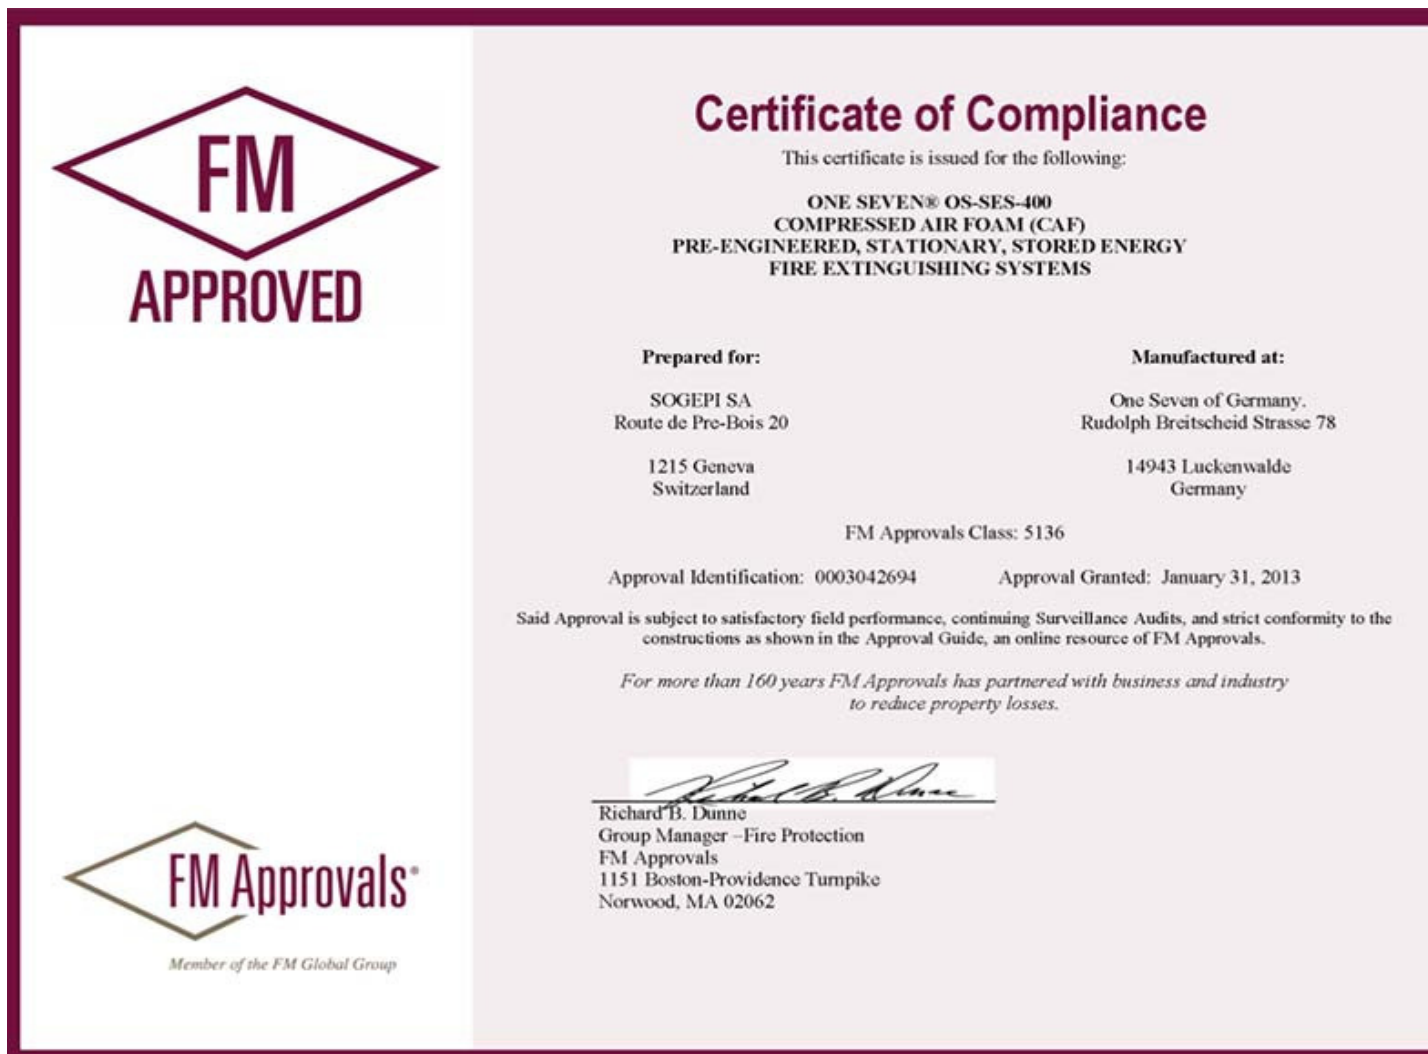 FM
APPROVED
Certificate of Compliance
This certificate is issued for the following:
ONE SEVEN® OS-SES-400
COMPRESSED AIR FOAM (CAF)
PRE-ENGINEERED, STATIONARY, STORED ENERGY
FIRE EXTINGUISHING SYSTEMS
Prepared for:
SOGEPI SA
Route de Pre-Bois 20
1215 Geneva
Switzerland
Manufactured at:
One Seven of Germany.
Rudolph Breitscheid Strasse 78
14943 Luckenwalde
Germany
FM Approvals Class: 5136
Approval Identification: 0003042694 Approval Granted: January 31, 2013
Said Approval is subject to satisfactory field performance, continuing Surveillance Audits, and strict conformity to the
constructions as shown in the Approval Guide, an online resource of FM Approvals.
For more than 160 years FM Approvals has partnered with business and industry
to reduce property losses.
Richard B. Dunne
Richard B. Dunne
Group Manager –Fire Protection
FM Approvals
1151 Boston-Providence Turnpike
Norwood, MA 02062
FM Approvals®
Member of the FM Global Group